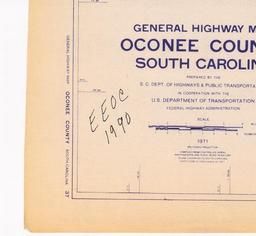 GENERAL HIGHWAY M
OCONEE COUN
SOUTH CAROLIN
PREPARED BY THE
S.C. DEPT. OF HIGHWAYS & PUBLIC TRANSPORTA
IN COOPERATION WITH THE
U.S. DEPARTMENT OF TRANSPORTATION
FEDERAL HIGHWAY ADMINISTRATION
SCALE
1971
EEOC
1990
GENERAL HIGHWAY MAP
OCONEE COUNTY
SOUTH CAROLINA
37